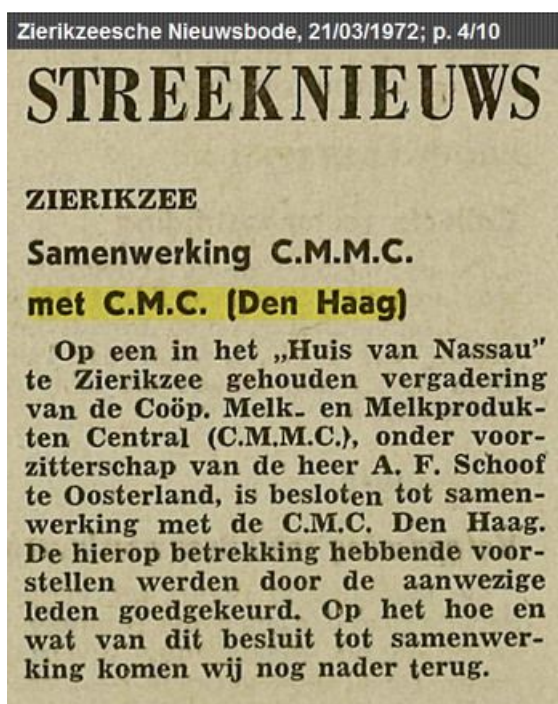 Zierikzeesche Nieuwsbode, 21/03/1972; p. 4/10
STREEKNIEUWS
ZIERIKZEE
Samenwerking C.M.M.C.
met C.M.C. (Den Haag)
Op een in het „Huis van Nassau"
te Zierikzee gehouden vergadering
van de Coöp. Melk- en Melkproduk-
ten Central (C.M.M.C.), onder voor-
zitterschap van de heer A. F. Schoof
te Oosterland, is besloten tot samen-
werking met de C.M.C. Den Haag.
De hierop betrekking hebbende voor-
stellen werden door de aanwezige
leden goedgekeurd. Op het hoe en
wat van dit besluit tot samenwer-
king komen wij nog nader terug.